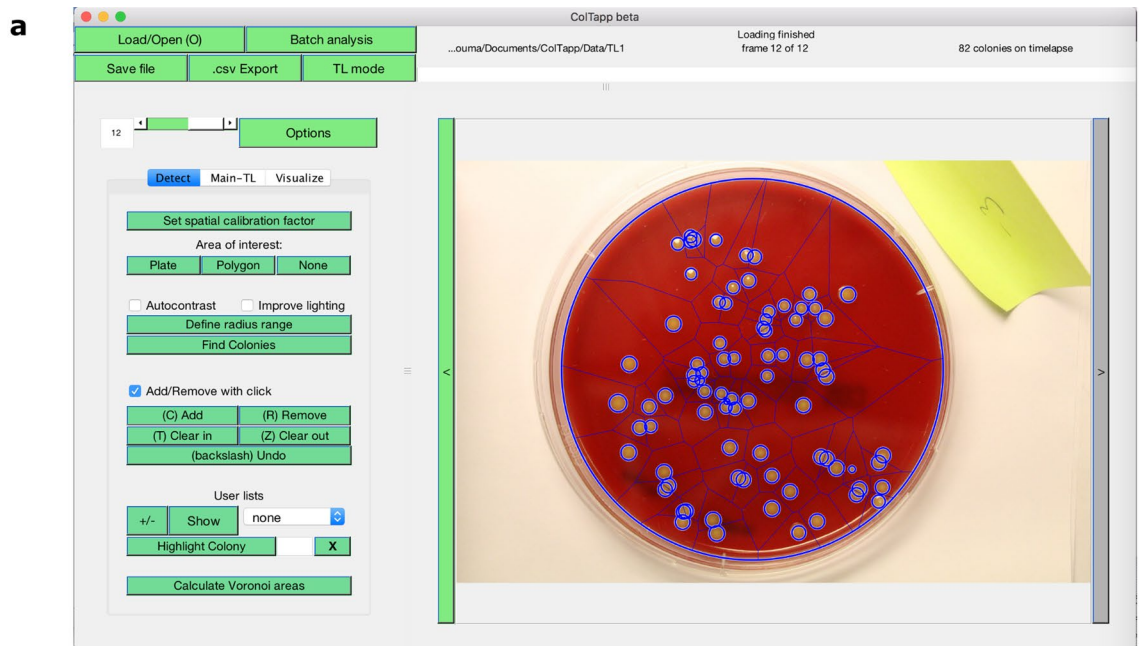 a
ColTapp beta
Load/Open (O)
Batch analysis
Save file
.csv Export
TL mode
...ouma/Documents/ColTapp/Data/TL1
Loading finished
frame 12 of 12
82 colonies on timelapse
12
Options
Detect
Main-TL
Visualize
Set spatial calibration factor
Area of interest:
Plate
Polygon
None
Autocontrast
Improve lighting
Define radius range
Find Colonies
Add/Remove with click
(C) Add
(R) Remove
(T) Clear in
(Z) Clear out
(backslash) Undo
User lists
+/-
Show
none
Highlight Colony
X
Calculate Voronoi areas
<
>
3